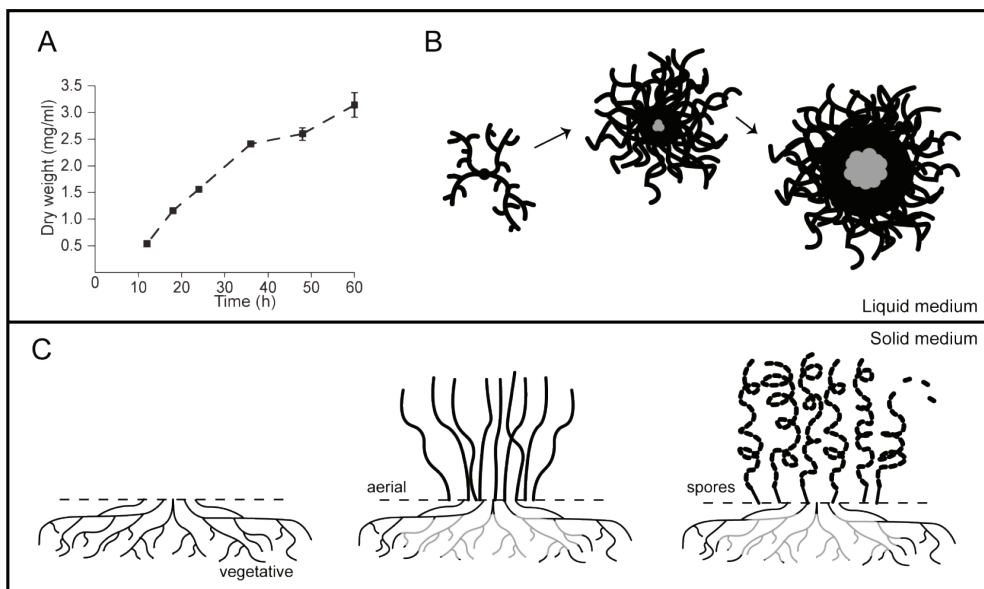 A
B
Dry weight (mg/ml)
3.5
3.0
2.5
2.0
1.5
1.0
0.5
0
10
20
30
40
50
60
Time (h)
Liquid medium
Solid medium
C
vegetative
aerial
spores